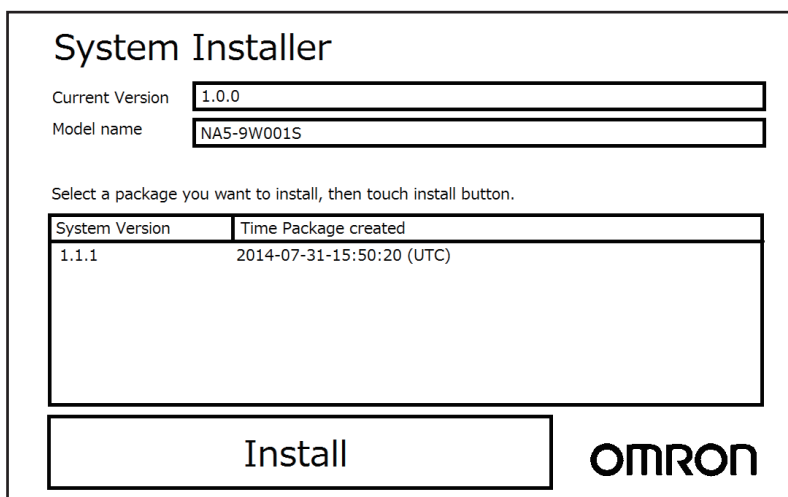 System Installer
Current Version 1.0.0
Model name NA5-9W001S
Select a package you want to install, then touch install button.
System Version Time Package created
1.1.1 2014-07-31-15:50:20 (UTC)
Install
OMRON